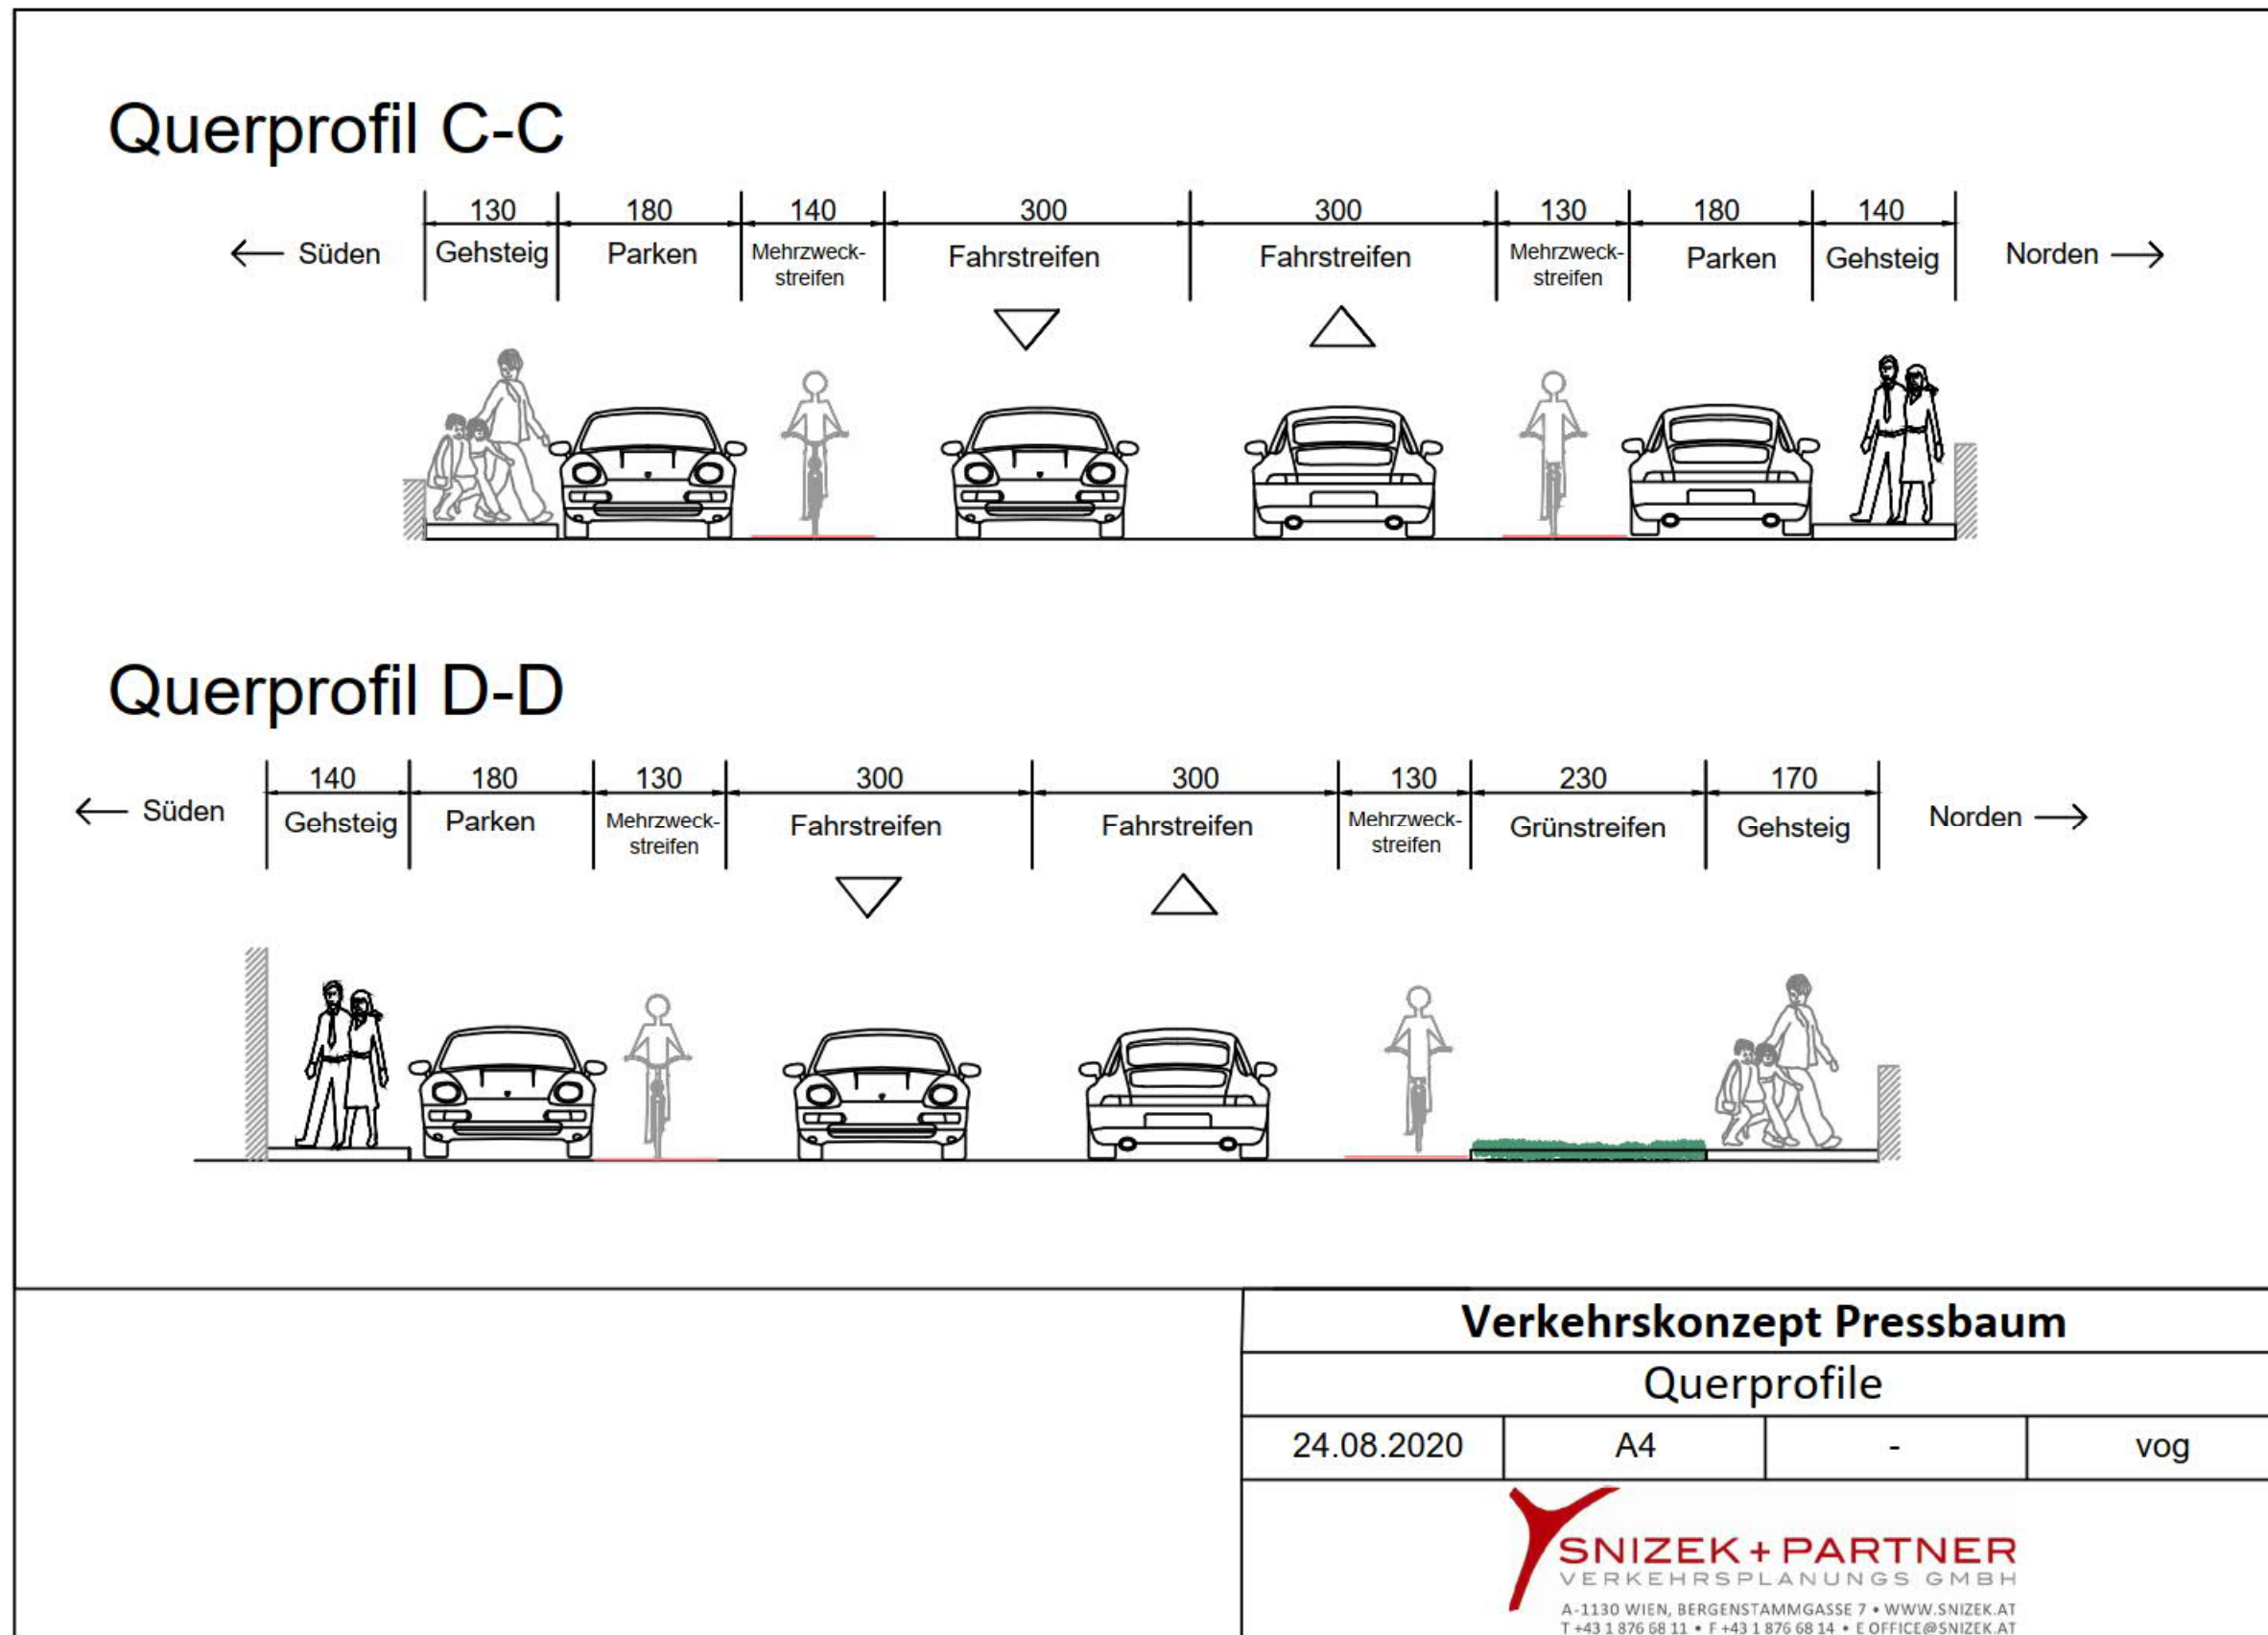 Querprofil C-C
130 180 140 300 300 130 180 140
← Süden Gehsteig Parken Mehrzweck- Fahrstreifen Fahrstreifen Mehrzweck- Parken Gehsteig Norden →
streifen streifen
Querprofil D-D
140 180 130 300 300 130 230 170
← Süden Gehsteig Parken Mehrzweck- Fahrstreifen Fahrstreifen Mehrzweck- Grünstreifen Gehsteig Norden →
streifen streifen
Verkehrskonzept Pressbaum
Querprofile
24.08.2020 A4 - vog
SNIZEK+PARTNER
VERKEHRSPLANUNGS GMBH
A-1130 WIEN, BERGENSTAMMGASSE 7 • WWW.SNIZEK.AT
T +43 1 876 68 11 • F +43 1 876 68 14 • E OFFICE@SNIZEK.AT